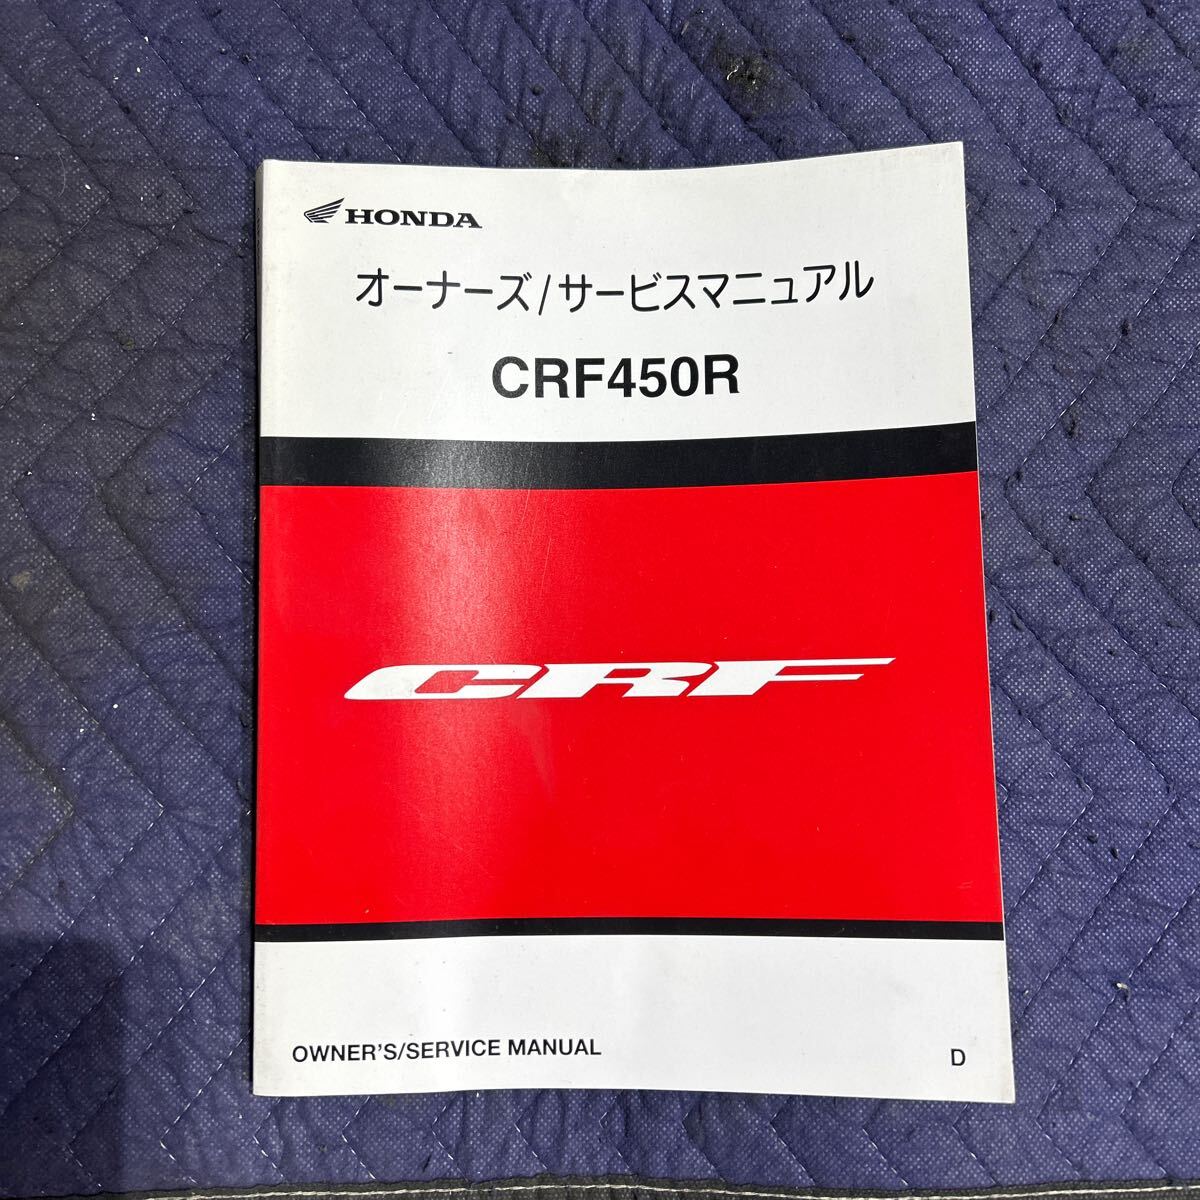 HONDA
オーナーズ/サービスマニュアル
CRF450R
CRF
OWNER'S/SERVICE MANUAL
D